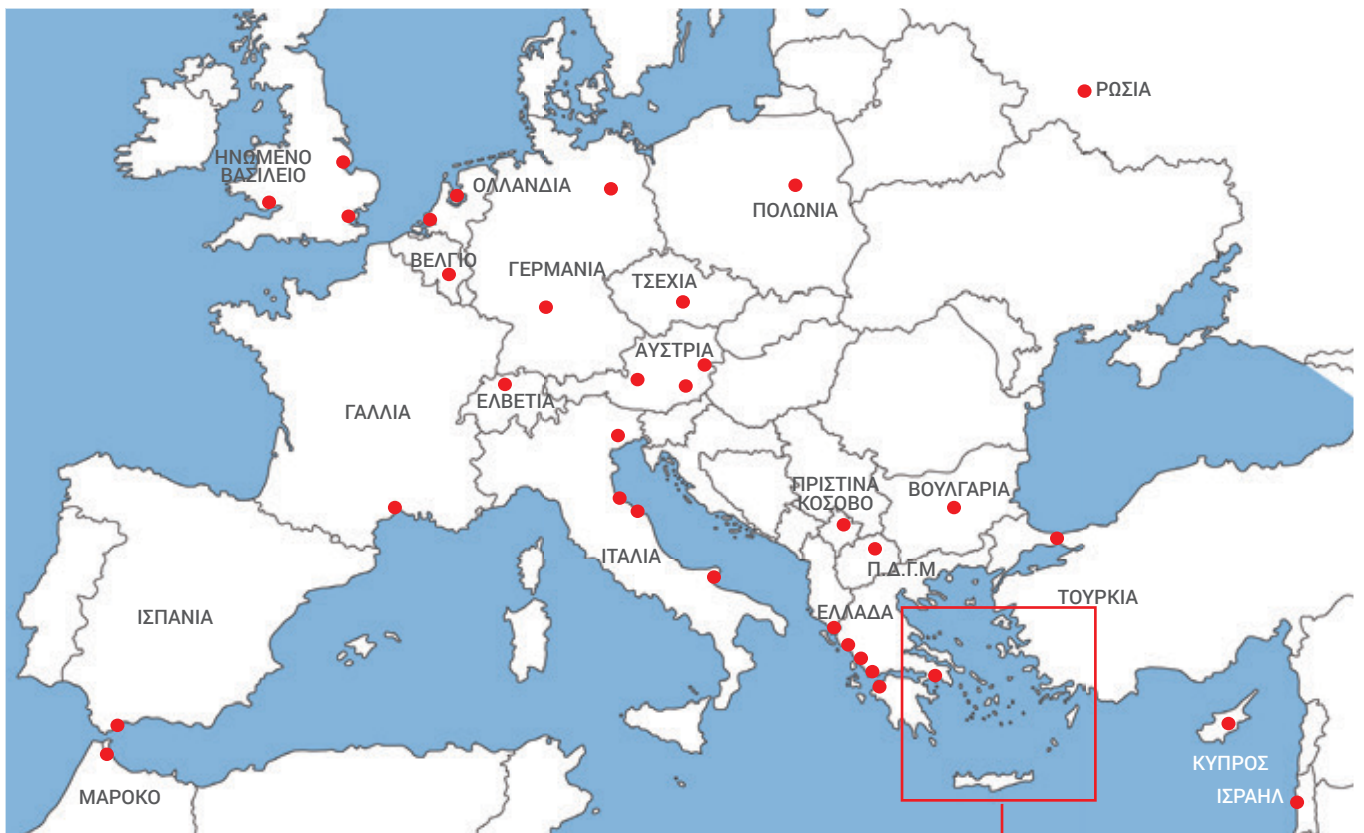 ΡΩΣΙΑ
ΗΝΩΜΕΝΟ
ΒΑΣΙΛΕΙΟ
ΟΛΛΑΝΔΙΑ
ΠΟΛΩΝΙΑ
ΒΕΛΓΙΟ
ΓΕΡΜΑΝΙΑ
ΤΣΕΧΙΑ
ΑΥΣΤΡΙΑ
ΕΛΒΕΤΙΑ
ΓΑΛΛΙΑ
ΠΡΙΣΤΙΝΑ
ΚΟΣΟΒΟ
ΒΟΥΛΓΑΡΙΑ
ΙΤΑΛΙΑ
Π.Δ.Γ.Μ
ΤΟΥΡΚΙΑ
ΙΣΠΑΝΙΑ
ΕΛΛΑΔΑ
ΚΥΠΡΟΣ
ΜΑΡΟΚΟ
ΙΣΡΑΗΛ